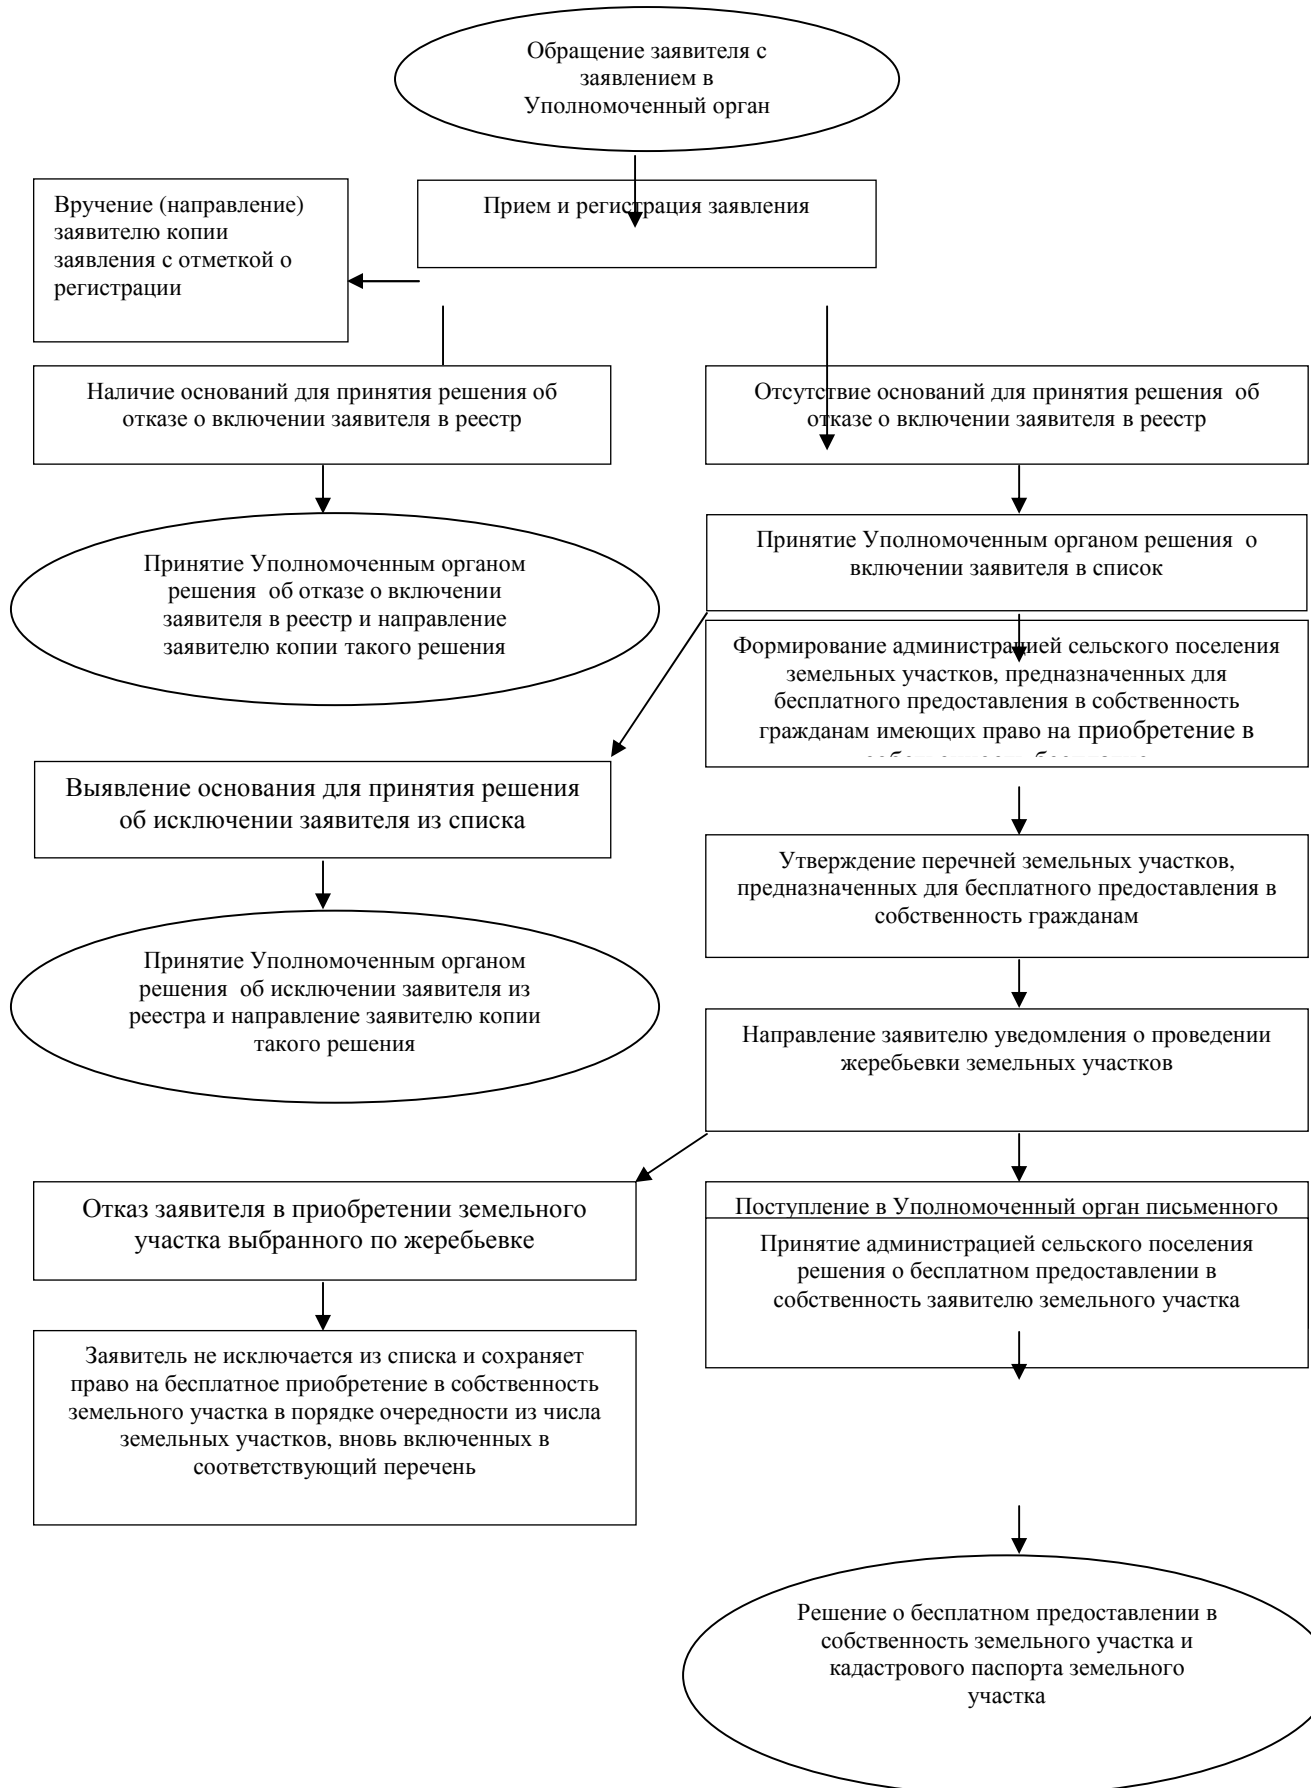 Обращение заявителя с
заявлением в
Уполномоченный орган
Вручение (направление)
заявителю копии
заявления с отметкой о
регистрации
Прием и регистрация заявления
Наличие оснований для принятия решения об
отказе о включении заявителя в реестр
Отсутствие оснований для принятия решения об
отказе о включении заявителя в реестр
Принятие Уполномоченным органом
решения об отказе о включении
заявителя в реестр и направление
заявителю копии такого решения
Принятие Уполномоченным органом решения о
включении заявителя в список
Формирование администрацией сельского поселения
земельных участков, предназначенных для
бесплатного предоставления в собственность
гражданам имеющих право на приобретение в
Выявление основания для принятия решения
об исключении заявителя из списка
Утверждение перечней земельных участков,
предназначенных для бесплатного предоставления в
собственность гражданам
Принятие Уполномоченным органом
решения об исключении заявителя из
реестра и направление заявителю копии
такого решения
Направление заявителю уведомления о проведении
жеребьевки земельных участков
Отказ заявителя в приобретении земельного
участка выбранного по жеребьевке
Поступление в Уполномоченный орган письменного
Принятие администрацией сельского поселения
решения о бесплатном предоставлении в
собственность заявителю земельного участка
Заявитель не исключается из списка и сохраняет
право на бесплатное приобретение в собственность
земельного участка в порядке очередности из числа
земельных участков, вновь включенных в
соответствующий перечень
Решение о бесплатном предоставлении в
собственность земельного участка и
кадастрового паспорта земельного
участка